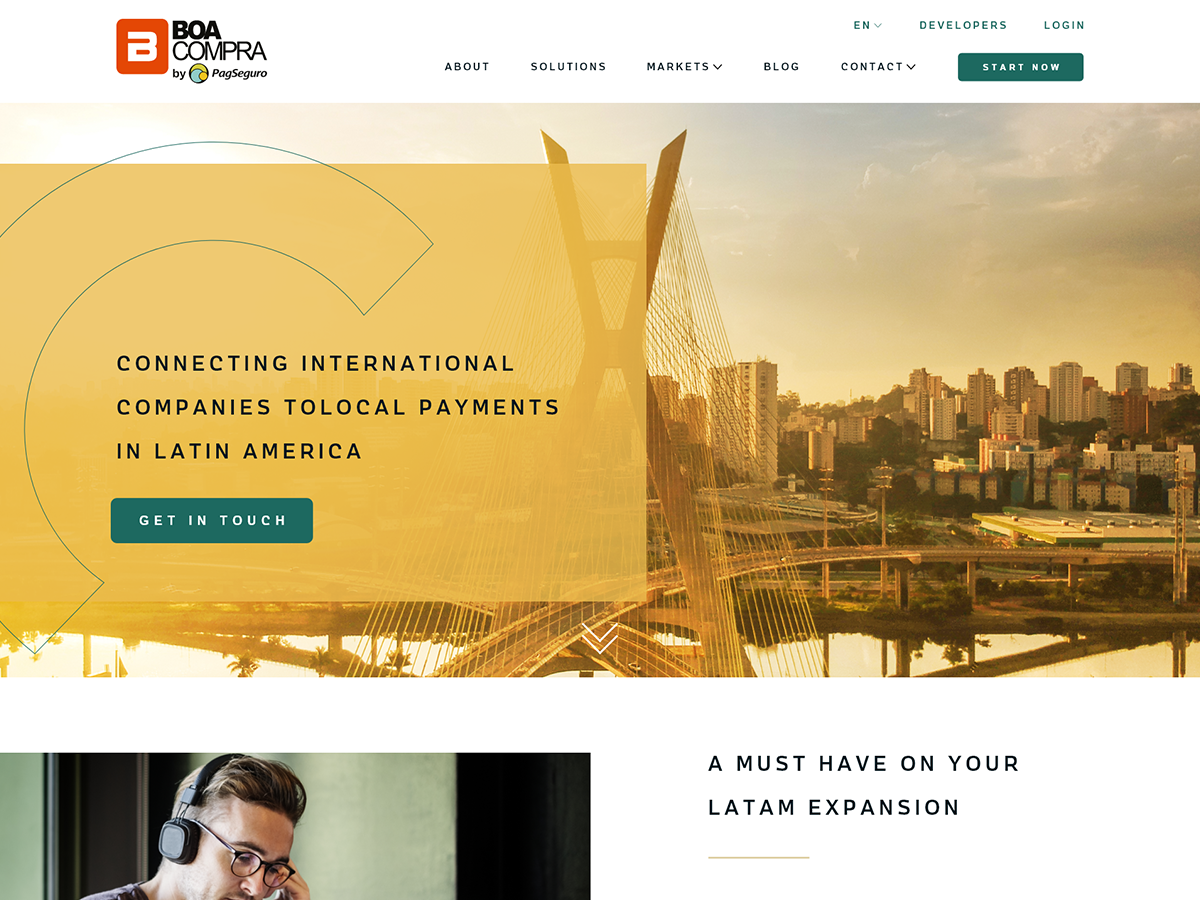 BOA
COMPRA
by PagSeguro
EN
DEVELOPERS
LOGIN
ABOUT
SOLUTIONS
MARKETS
BLOG
CONTACT
START NOW
CONNECTING INTERNATIONAL
COMPANIES TOLOCAL PAYMENTS
IN LATIN AMERICA
GET IN TOUCH
A MUST HAVE ON YOUR
LATAM EXPANSION